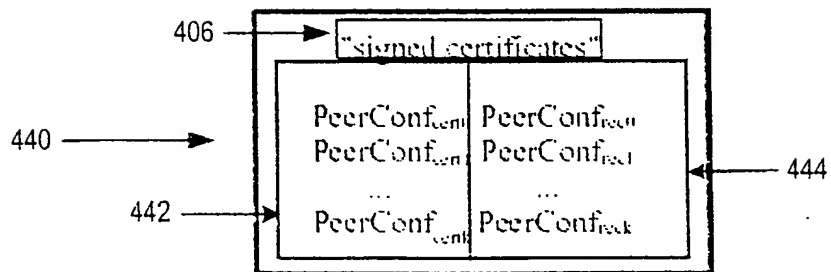 406
"signed certificates"
PeerConf PeerConf
440
PeerConf PeerConf
444
... ...
442
PeerConf PeerConf